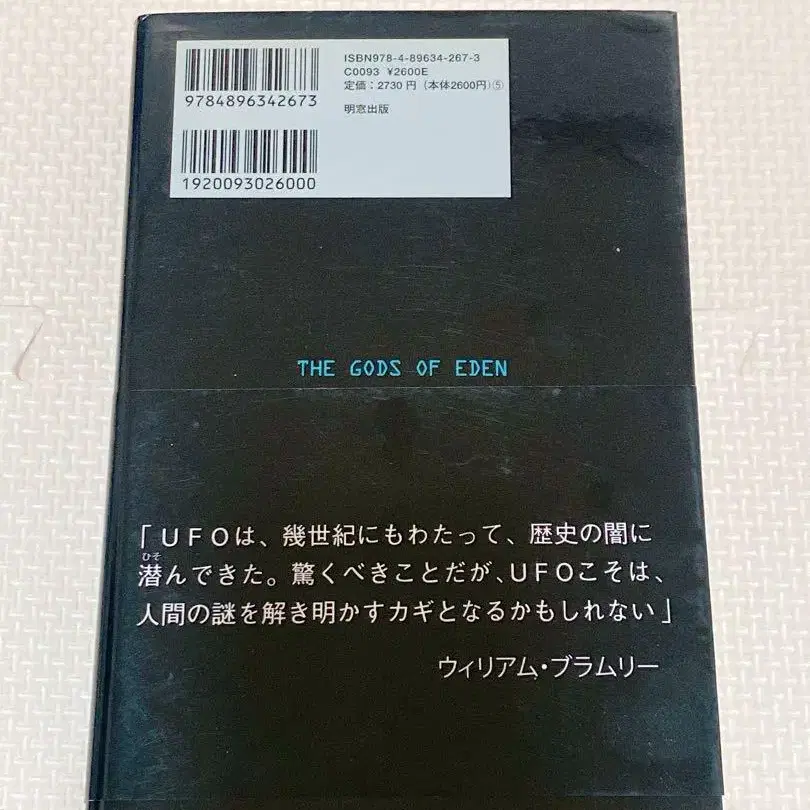 ISBN978-4-89634-267-3
C0093 ¥2600E
定価：2730円（本体2600円）⑤
明窓出版
9784896342673
1920093026000
THE GODS OF EDEN
「UFOは、幾世紀にもわたって、歴史の闇に
ひそ
潜んできた。驚くべきことだが、UFOこそは、
人間の謎を解き明かすカギとなるかもしれない」
ウィリアム・ブラムリー